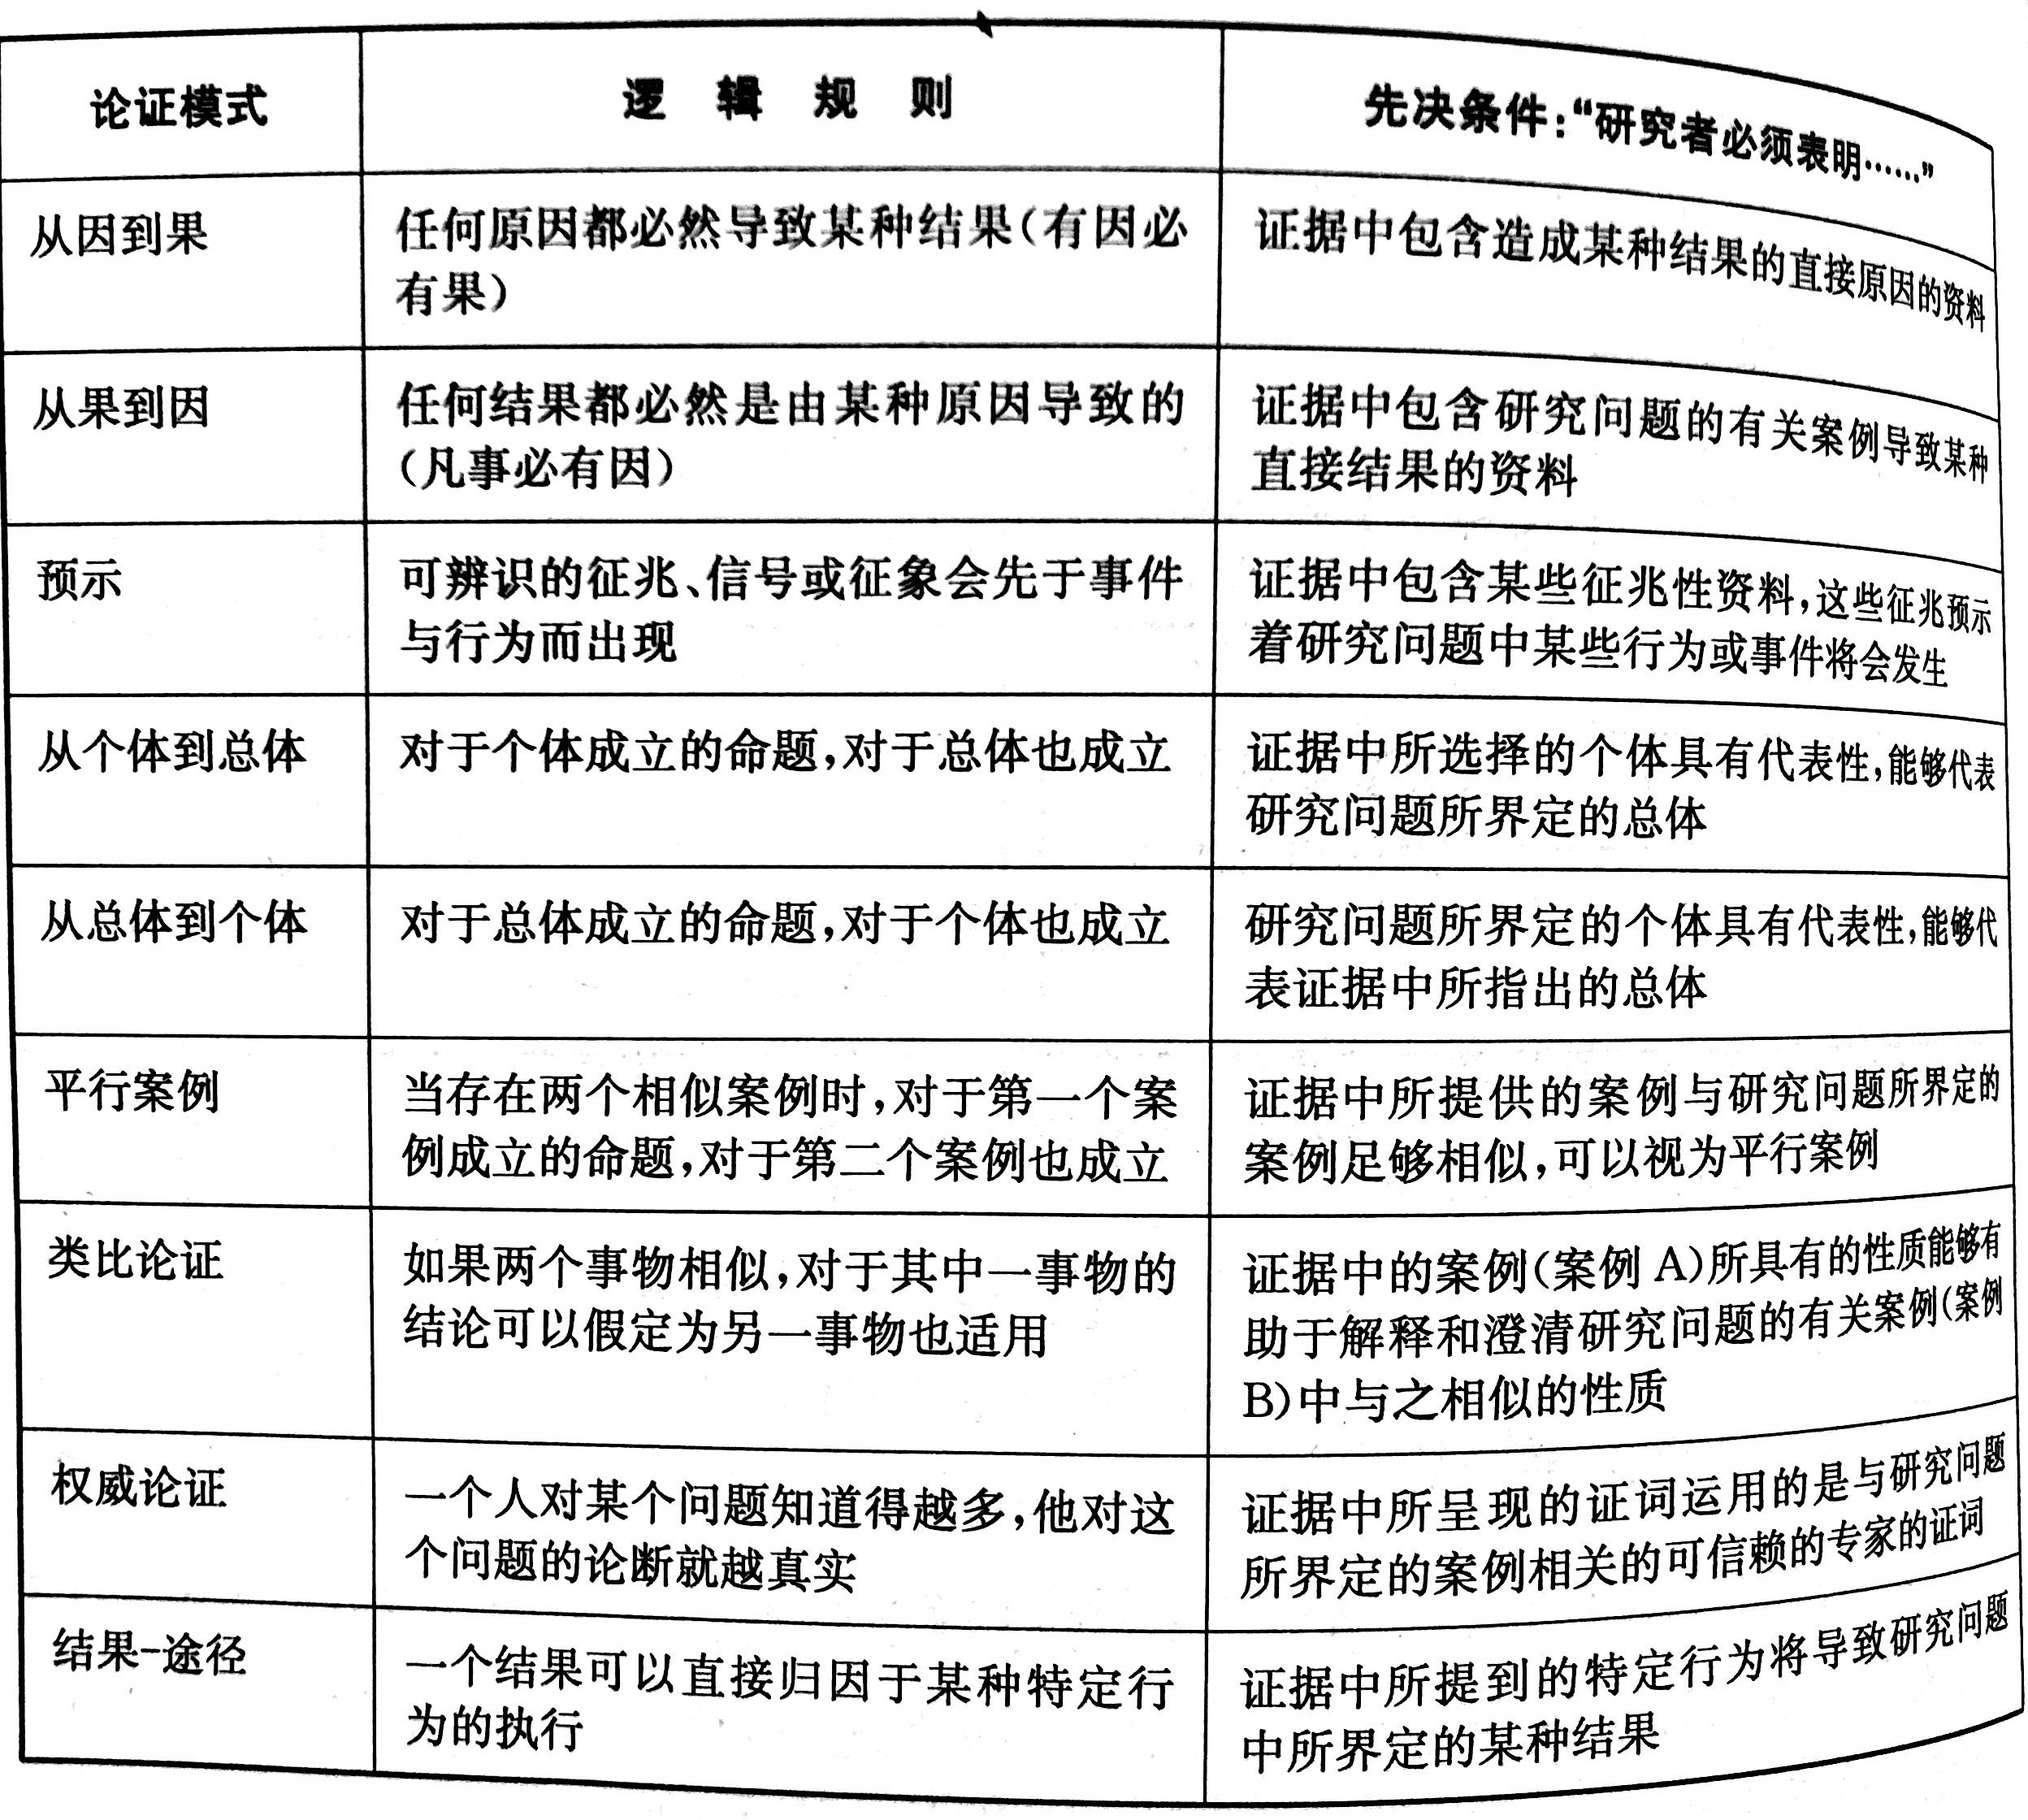 论证模式
逻辑规则
先决条件：“研究者必须表明……”
从因到果
任何原因都必然导致某种结果（有因必
有果）
证据中包含造成某种结果的直接原因的资料
从果到因
任何结果都必然是由某种原因导致的
（凡事必有因）
证据中包含研究问题的有关案例导致某种
直接结果的资料
预示
可辨识的征兆、信号或征象会先于事件
与行为而出现
证据中包含某些征兆性资料，这些征兆预示
着研究问题中某些行为或事件将会发生
从个体到总体
对于个体成立的命题，对于总体也成立
证据中所选择的个体具有代表性，能够代表
研究问题所界定的总体
从总体到个体
对于总体成立的命题，对于个体也成立
研究问题所界定的个体具有代表性，能够代
表证据中所指出的总体
平行案例
当存在两个相似案例时，对于第一个案
例成立的命题，对于第二个案例也成立
证据中所提供的案例与研究问题所界定的
案例足够相似，可以视为平行案例
类比论证
如果两个事物相似，对于其中一事物的
结论可以假定为另一事物也适用
证据中的案例（案例 A）所具有的性质能够有
助于解释和澄清研究问题的有关案例（案例
B）中与之相似的性质
权威论证
一个人对某个问题知道得越多，他对这
个问题的论断就越真实
证据中所呈现的证词运用的是与研究问题
所界定的案例相关的可信赖的专家的证词
结果-途径
一个结果可以直接归因于某种特定行
为的执行
证据中所提到的特定行为将导致研究问题
中所界定的某种结果